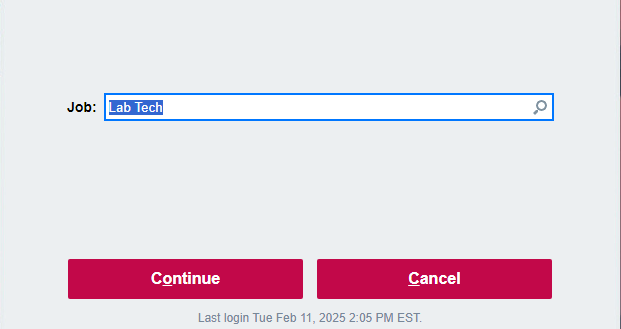 Job: Lab Tech
Continue Cancel
Last login Tue Feb 11, 2025 2:05 PM EST.